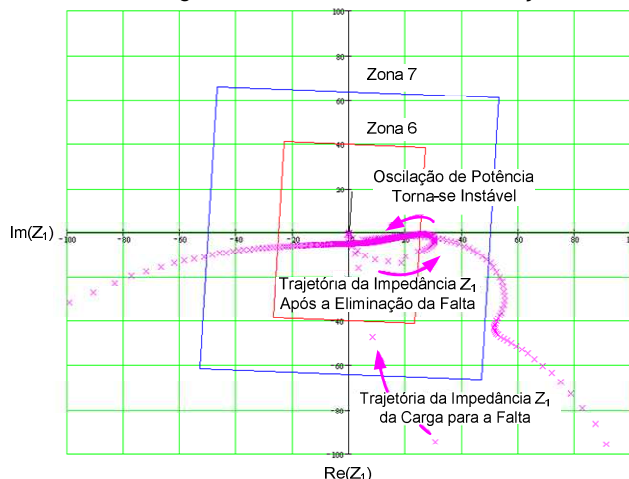 100
80
Zona 7
60
Zona 6
40
Oscilação de Potência
20
Torna-se Instável
Im(Z1)
-100 -80 -60 -40 -20 20 40 60 80 100
Trajetória da Impedância Z1
Após a Eliminação da Falta
-40
-60
Trajetória da Impedância Z1
da Carga para a Falta
-80
-100
Re(Z1)